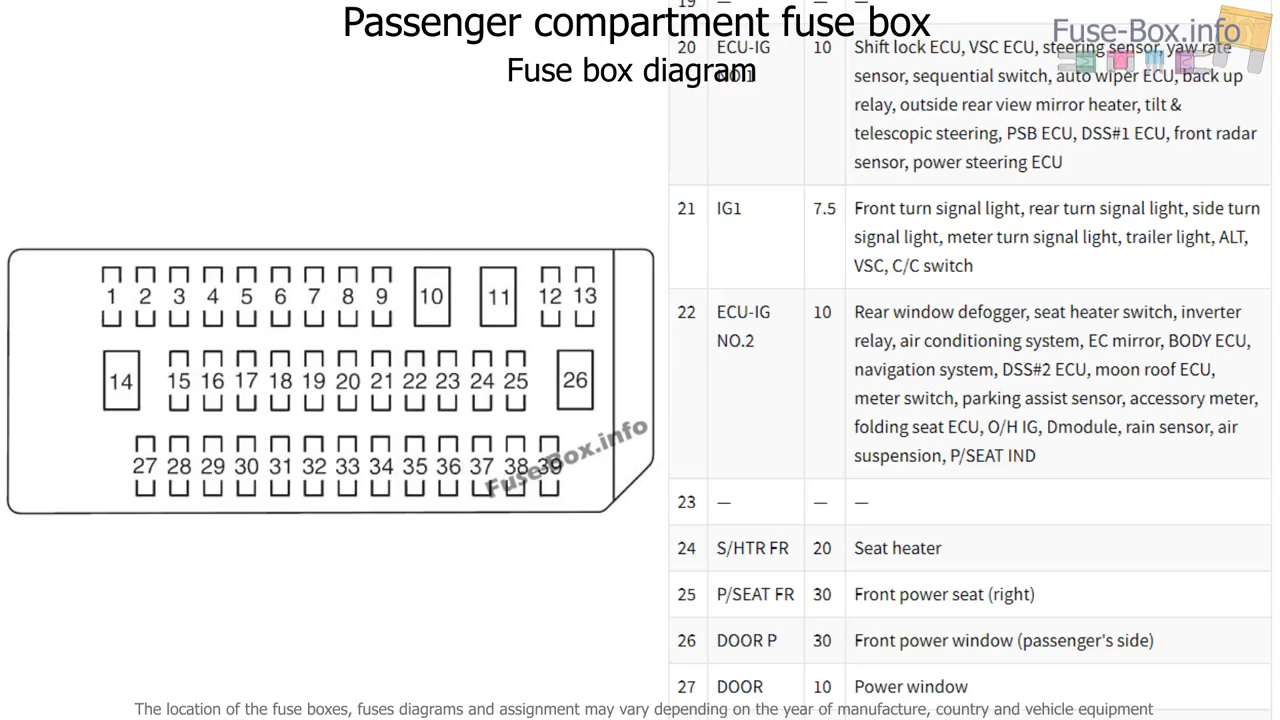 Passenger compartment fuse box
Fuse box diagram
Fuse-Box.info
1 2 3 4 5 6 7 8 9 10 11 12 13
14 15 16 17 18 19 20 21 22 23 24 25 26
27 28 29 30 31 32 33 34 35 36 37 38 39
Fuse-Box.info
19 — — —
20 ECU-IG NO.1 10 Shift lock ECU, VSC ECU, steering sensor, yaw rate
sensor, sequential switch, auto wiper ECU, back up
relay, outside rear view mirror heater, tilt &
telescopic steering, PSB ECU, DSS#1 ECU, front radar
sensor, power steering ECU
21 IG1 7.5 Front turn signal light, rear turn signal light, side turn
signal light, meter turn signal light, trailer light, ALT,
VSC, C/C switch
22 ECU-IG NO.2 10 Rear window defogger, seat heater switch, inverter
relay, air conditioning system, EC mirror, BODY ECU,
navigation system, DSS#2 ECU, moon roof ECU,
meter switch, parking assist sensor, accessory meter,
folding seat ECU, O/H IG, Dmodule, rain sensor, air
suspension, P/SEAT IND
23 — — —
24 S/HTR FR 20 Seat heater
25 P/SEAT FR 30 Front power seat (right)
26 DOOR P 30 Front power window (passenger's side)
27 DOOR 10 Power window
The location of the fuse boxes, fuses diagrams and assignment may vary depending on the year of manufacture, country and vehicle equipment